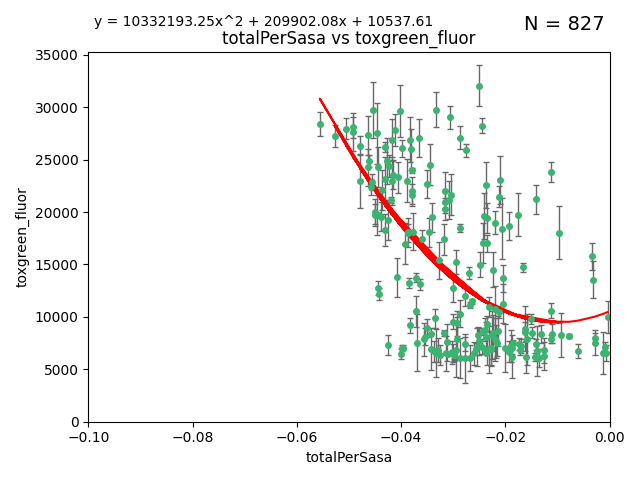 y = 10332193.25x^2 + 209902.08x + 10537.61
N = 827
totalPerSasa vs toxgreen_fluor
35000
30000
25000
20000
15000
10000
5000
0
toxgreen_fluor
−0.10
−0.08
−0.06
−0.04
−0.02
0.00
totalPerSasa